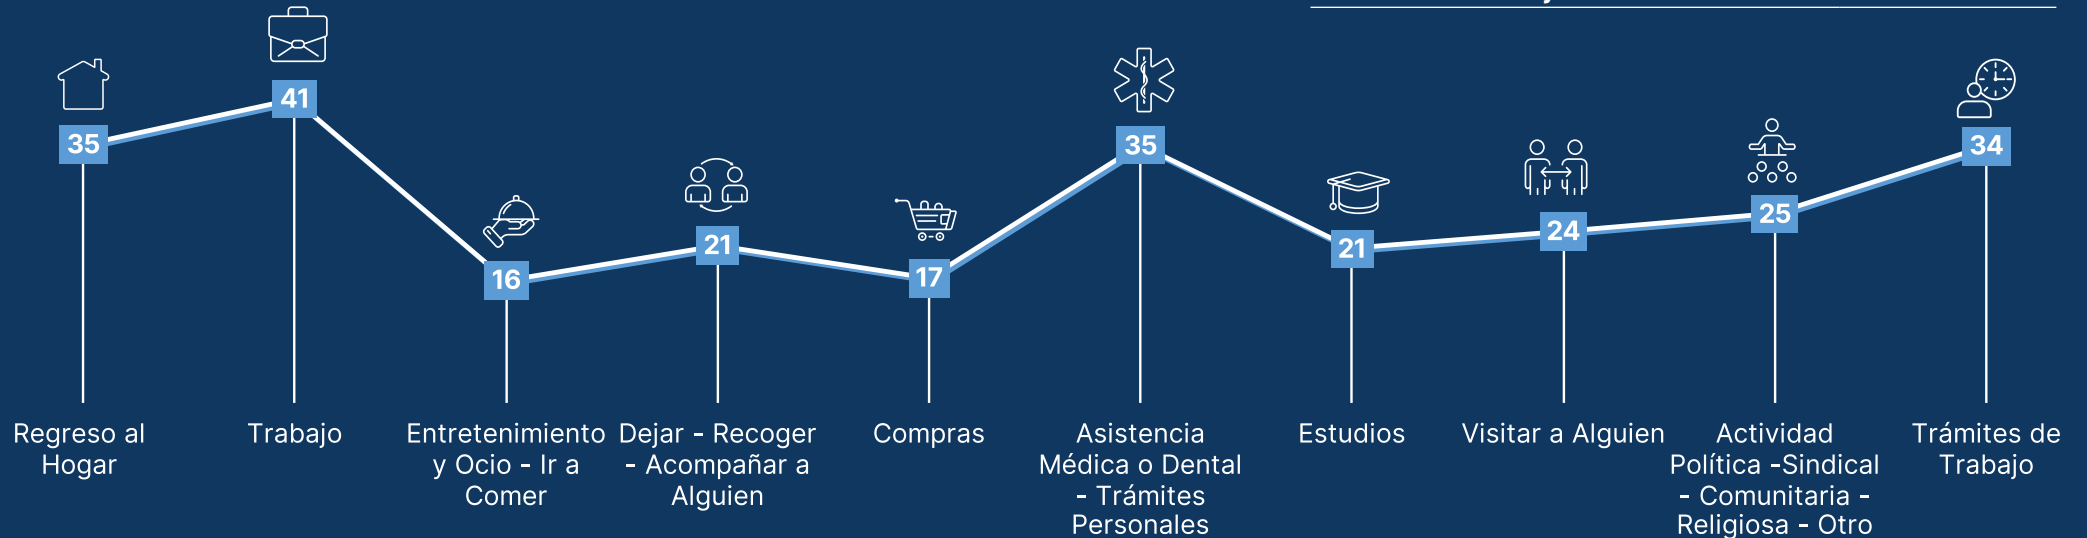 35
41
16
21
17
35
21
24
25
34
Regreso al
Hogar
Trabajo
Entretenimiento
y Ocio - Ir a
Comer
Dejar - Recoger
- Acompañar a
Alguien
Compras
Asistencia
Médica o Dental
- Trámites
Personales
Estudios
Visitar a Alguien
Actividad
Política -Sindical
- Comunitaria -
Religiosa - Otro
Trámites de
Trabajo